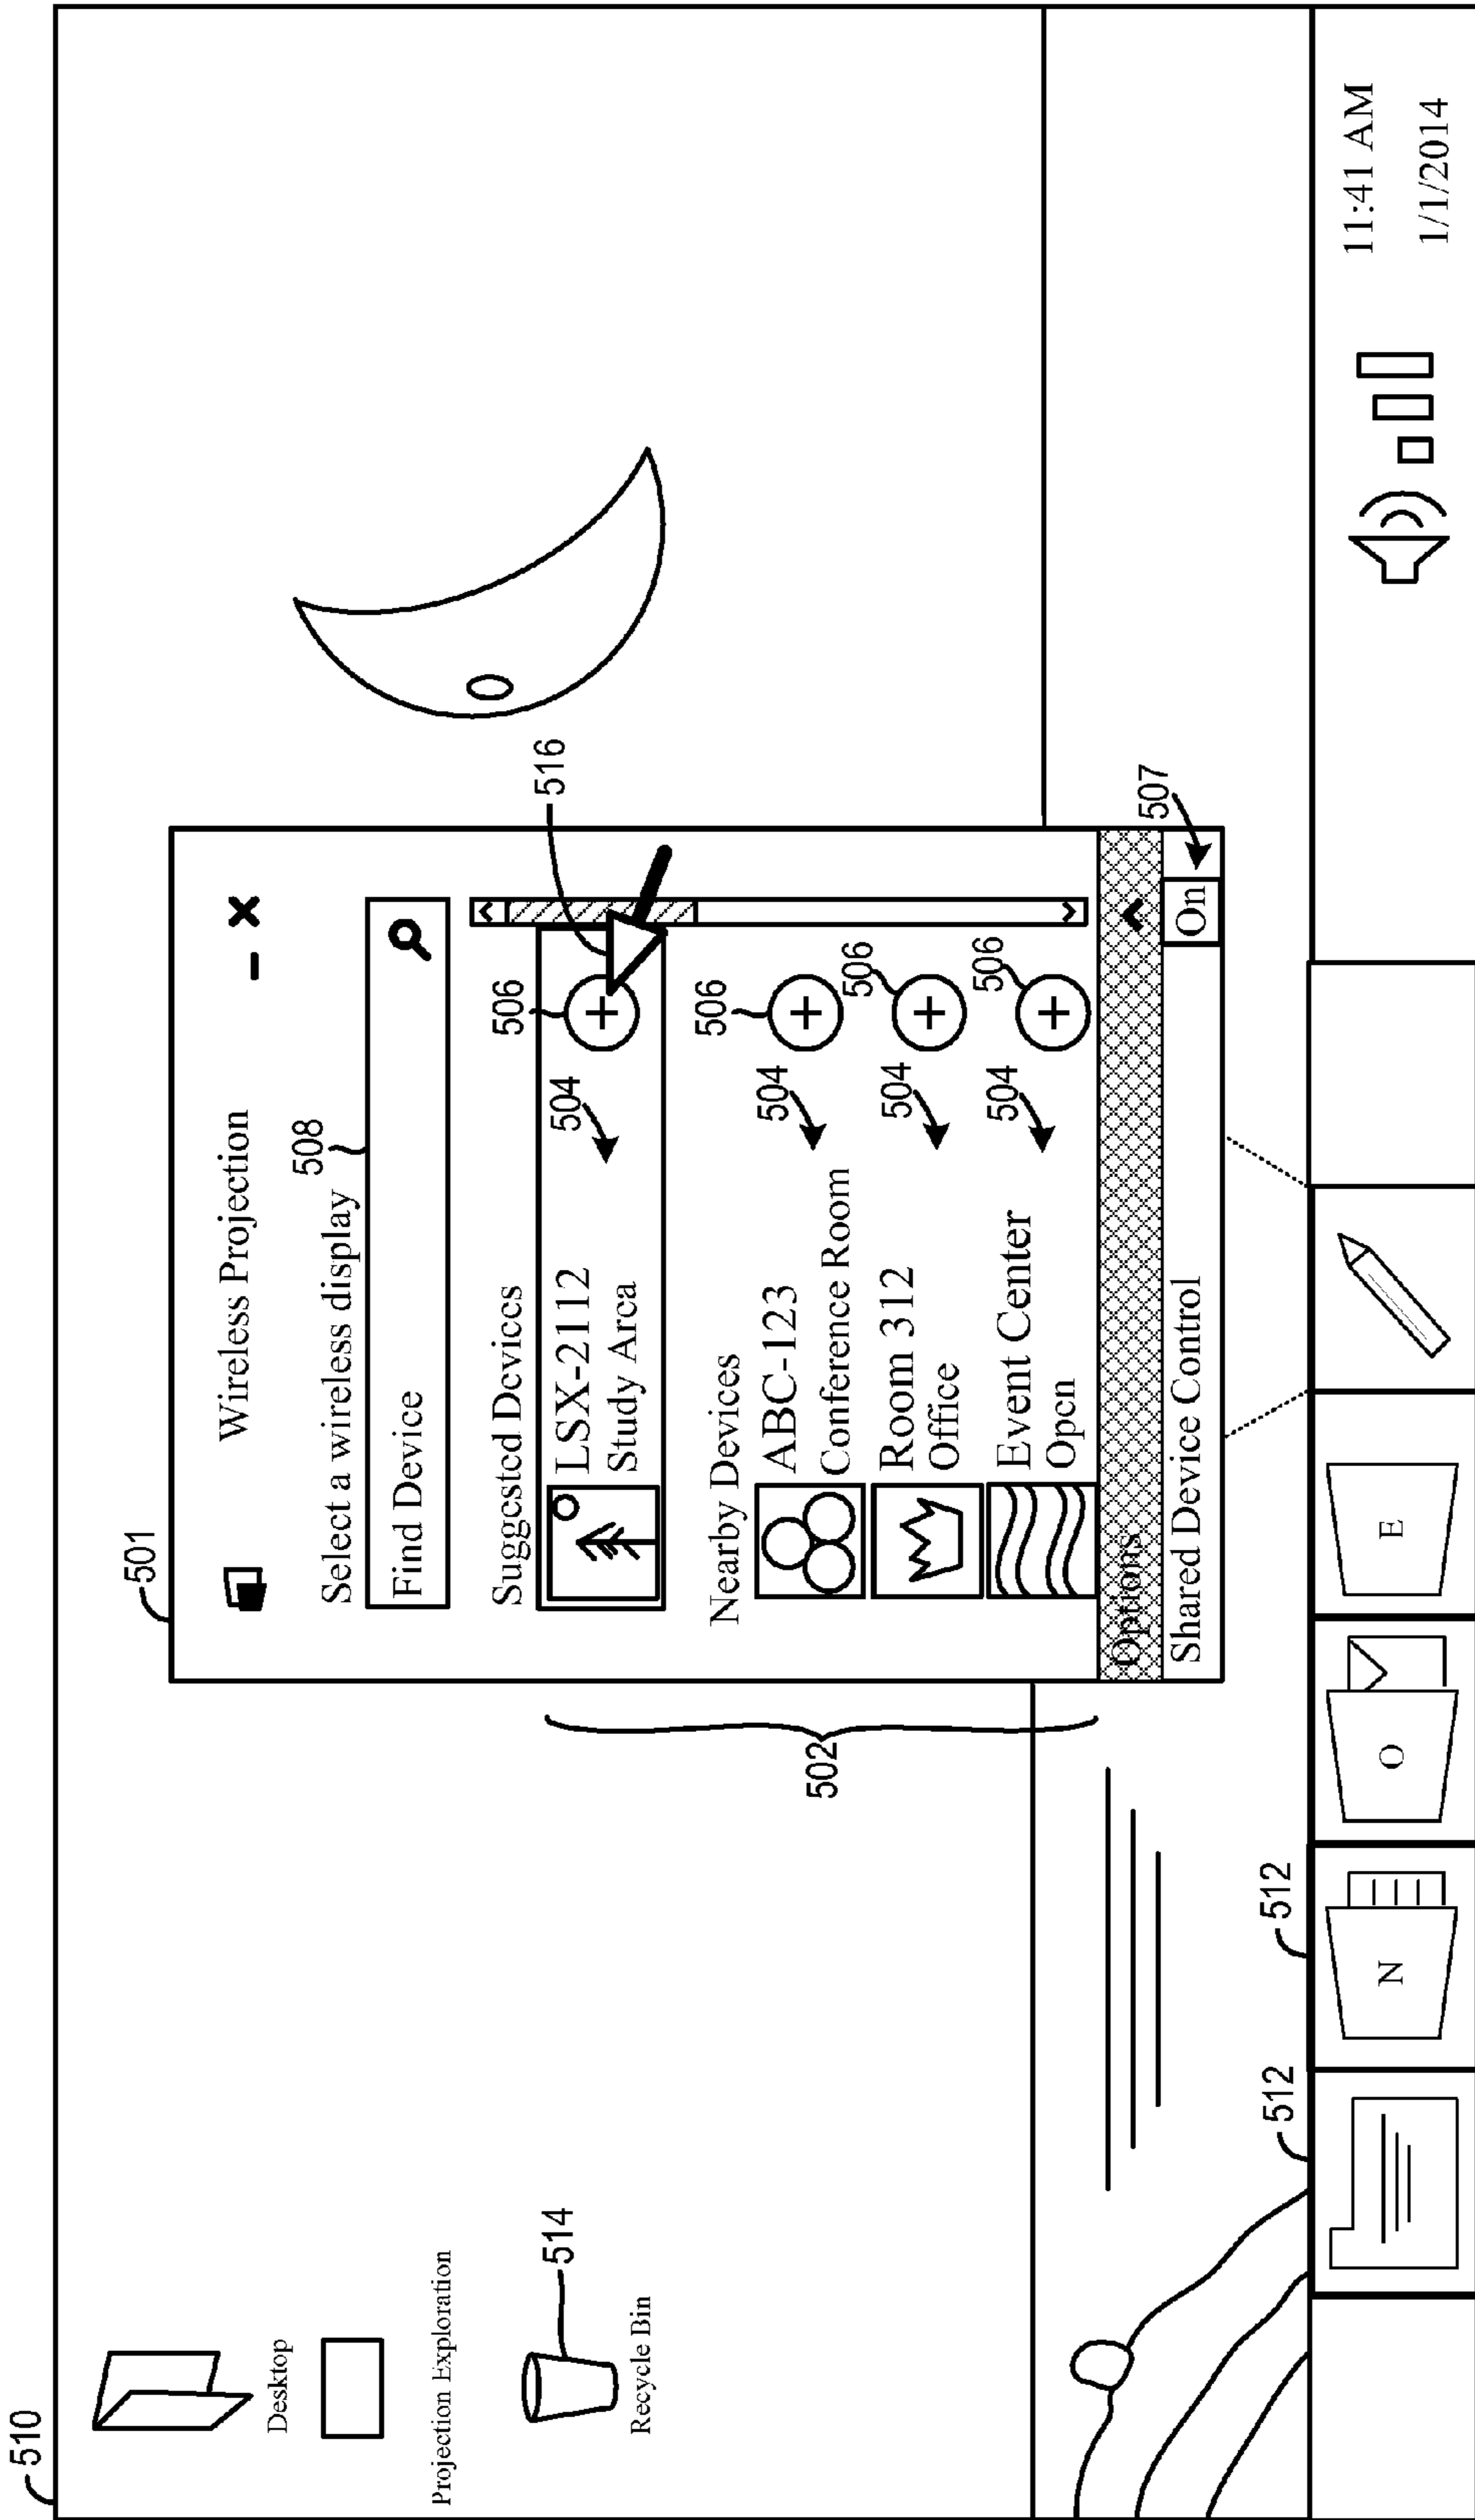 510
Desktop
Projection Exploration
514
Recycle Bin
501
Wireless Projection
Select a wireless display
508
Find Device
Suggested Devices
506
516
LSX-2112
504
Study Area
Nearby Devices
506
ABC-123
504
Conference Room
506
Room 312
504
Office
506
Event Center
504
Open
502
Options
507
Shared Device Control
On
512
512
N
O
E
11:41 AM
1/1/2014